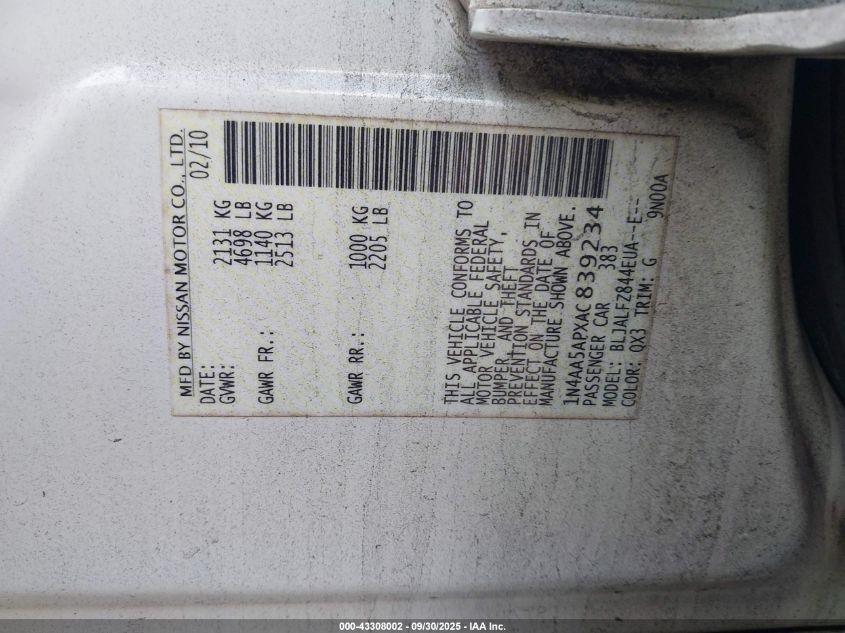 MFD BY NISSAN MOTOR CO., LTD.
DATE: 02/10
GVWR: 2131 KG
4698 LB
GAWR FR.: 1140 KG
2513 LB
GAWR RR.: 1000 KG
2205 LB
THIS VEHICLE CONFORMS TO
ALL APPLICABLE FEDERAL
MOTOR VEHICLE SAFETY,
BUMPER, AND THEFT
PREVENTION STANDARDS IN
EFFECT ON THE DATE OF
MANUFACTURE SHOWN ABOVE.
1N4AA5APXAC839234
PASSENGER CAR 383
MODEL: BLJALFZ844EUA--E--
COLOR: QX3 TRIM: G 9N00A
000-43308002 - 09/30/2025 - IAA Inc.